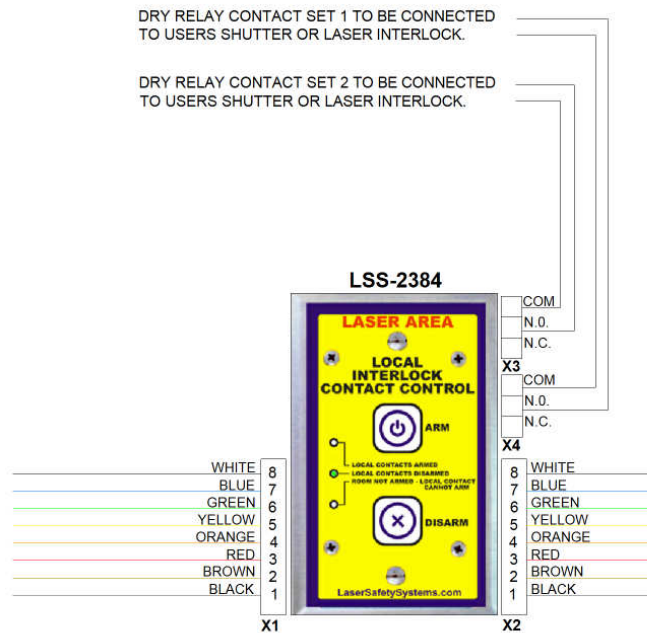 DRY RELAY CONTACT SET 1 TO BE CONNECTED
TO USERS SHUTTER OR LASER INTERLOCK.
DRY RELAY CONTACT SET 2 TO BE CONNECTED
TO USERS SHUTTER OR LASER INTERLOCK.
LSS-2384
COM
N.O.
N.C.
X3
COM
N.O.
N.C.
X4
LASER AREA
LOCAL
INTERLOCK
CONTACT CONTROL
ARM
LOCAL CONTACTS ARMED
LOCAL CONTACTS DISARMED
ROOM NOT ARMED - LOCAL CONTACT
CANNOT ARM
DISARM
LaserSafetySystems.com
WHITE 8
BLUE 7
GREEN 6
YELLOW 5
ORANGE 4
RED 3
BROWN 2
BLACK 1
X1
8 WHITE
7 BLUE
6 GREEN
5 YELLOW
4 ORANGE
3 RED
2 BROWN
1 BLACK
X2